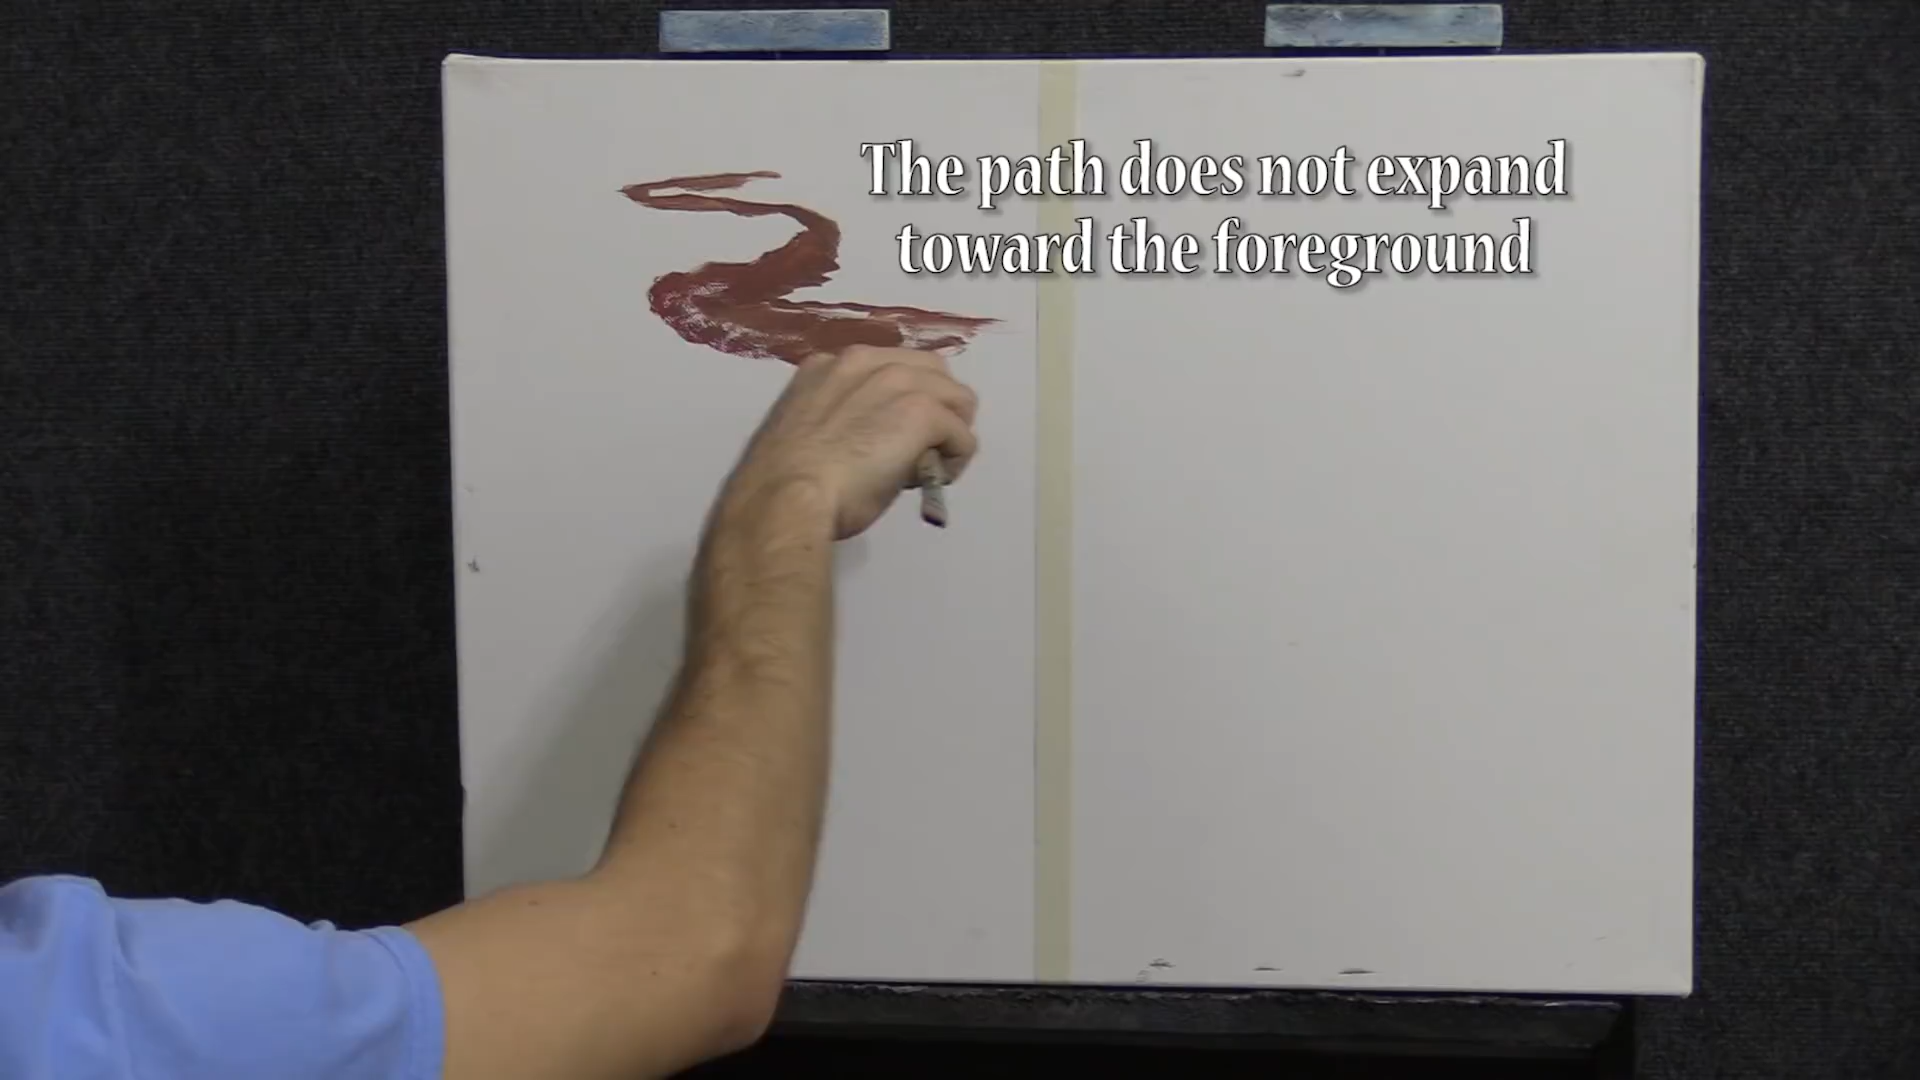 The path does not expand
toward the foreground